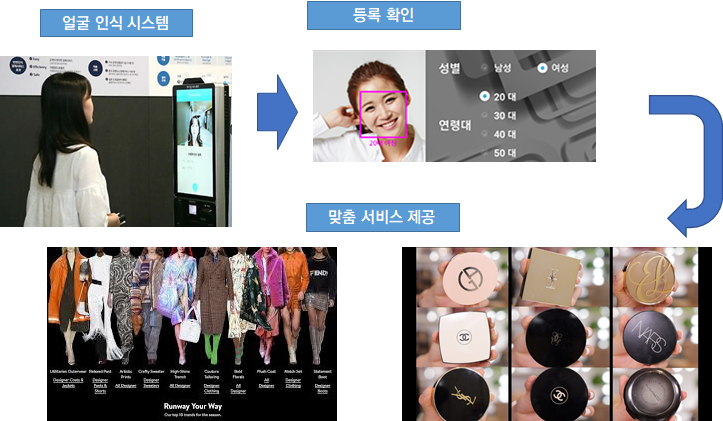 얼굴 인식 시스템
등록 확인
Easy
Efficiency
Safe
성별 남성 여성
연령대
20 대
30 대
40 대
50 대
20대 여성
맞춤 서비스 제공
FENDI
Utilitarian Outerwear
Designer Coats & Jackets
Relaxed Pant
Designer Pants & Shorts
Artistic Prints
All Designer
Crafty Sweater
Designer Sweaters
High-Shine Trench
All Designer
Couture Tailoring
Designer Clothing
Bold Florals
All Designer
Plush Coat
All Designer
Match Set
Designer Clothing
Statement Boot
Designer Boots
Runway Your Way
Our top 10 trends for the season.
CHANEL
NARS
YSL